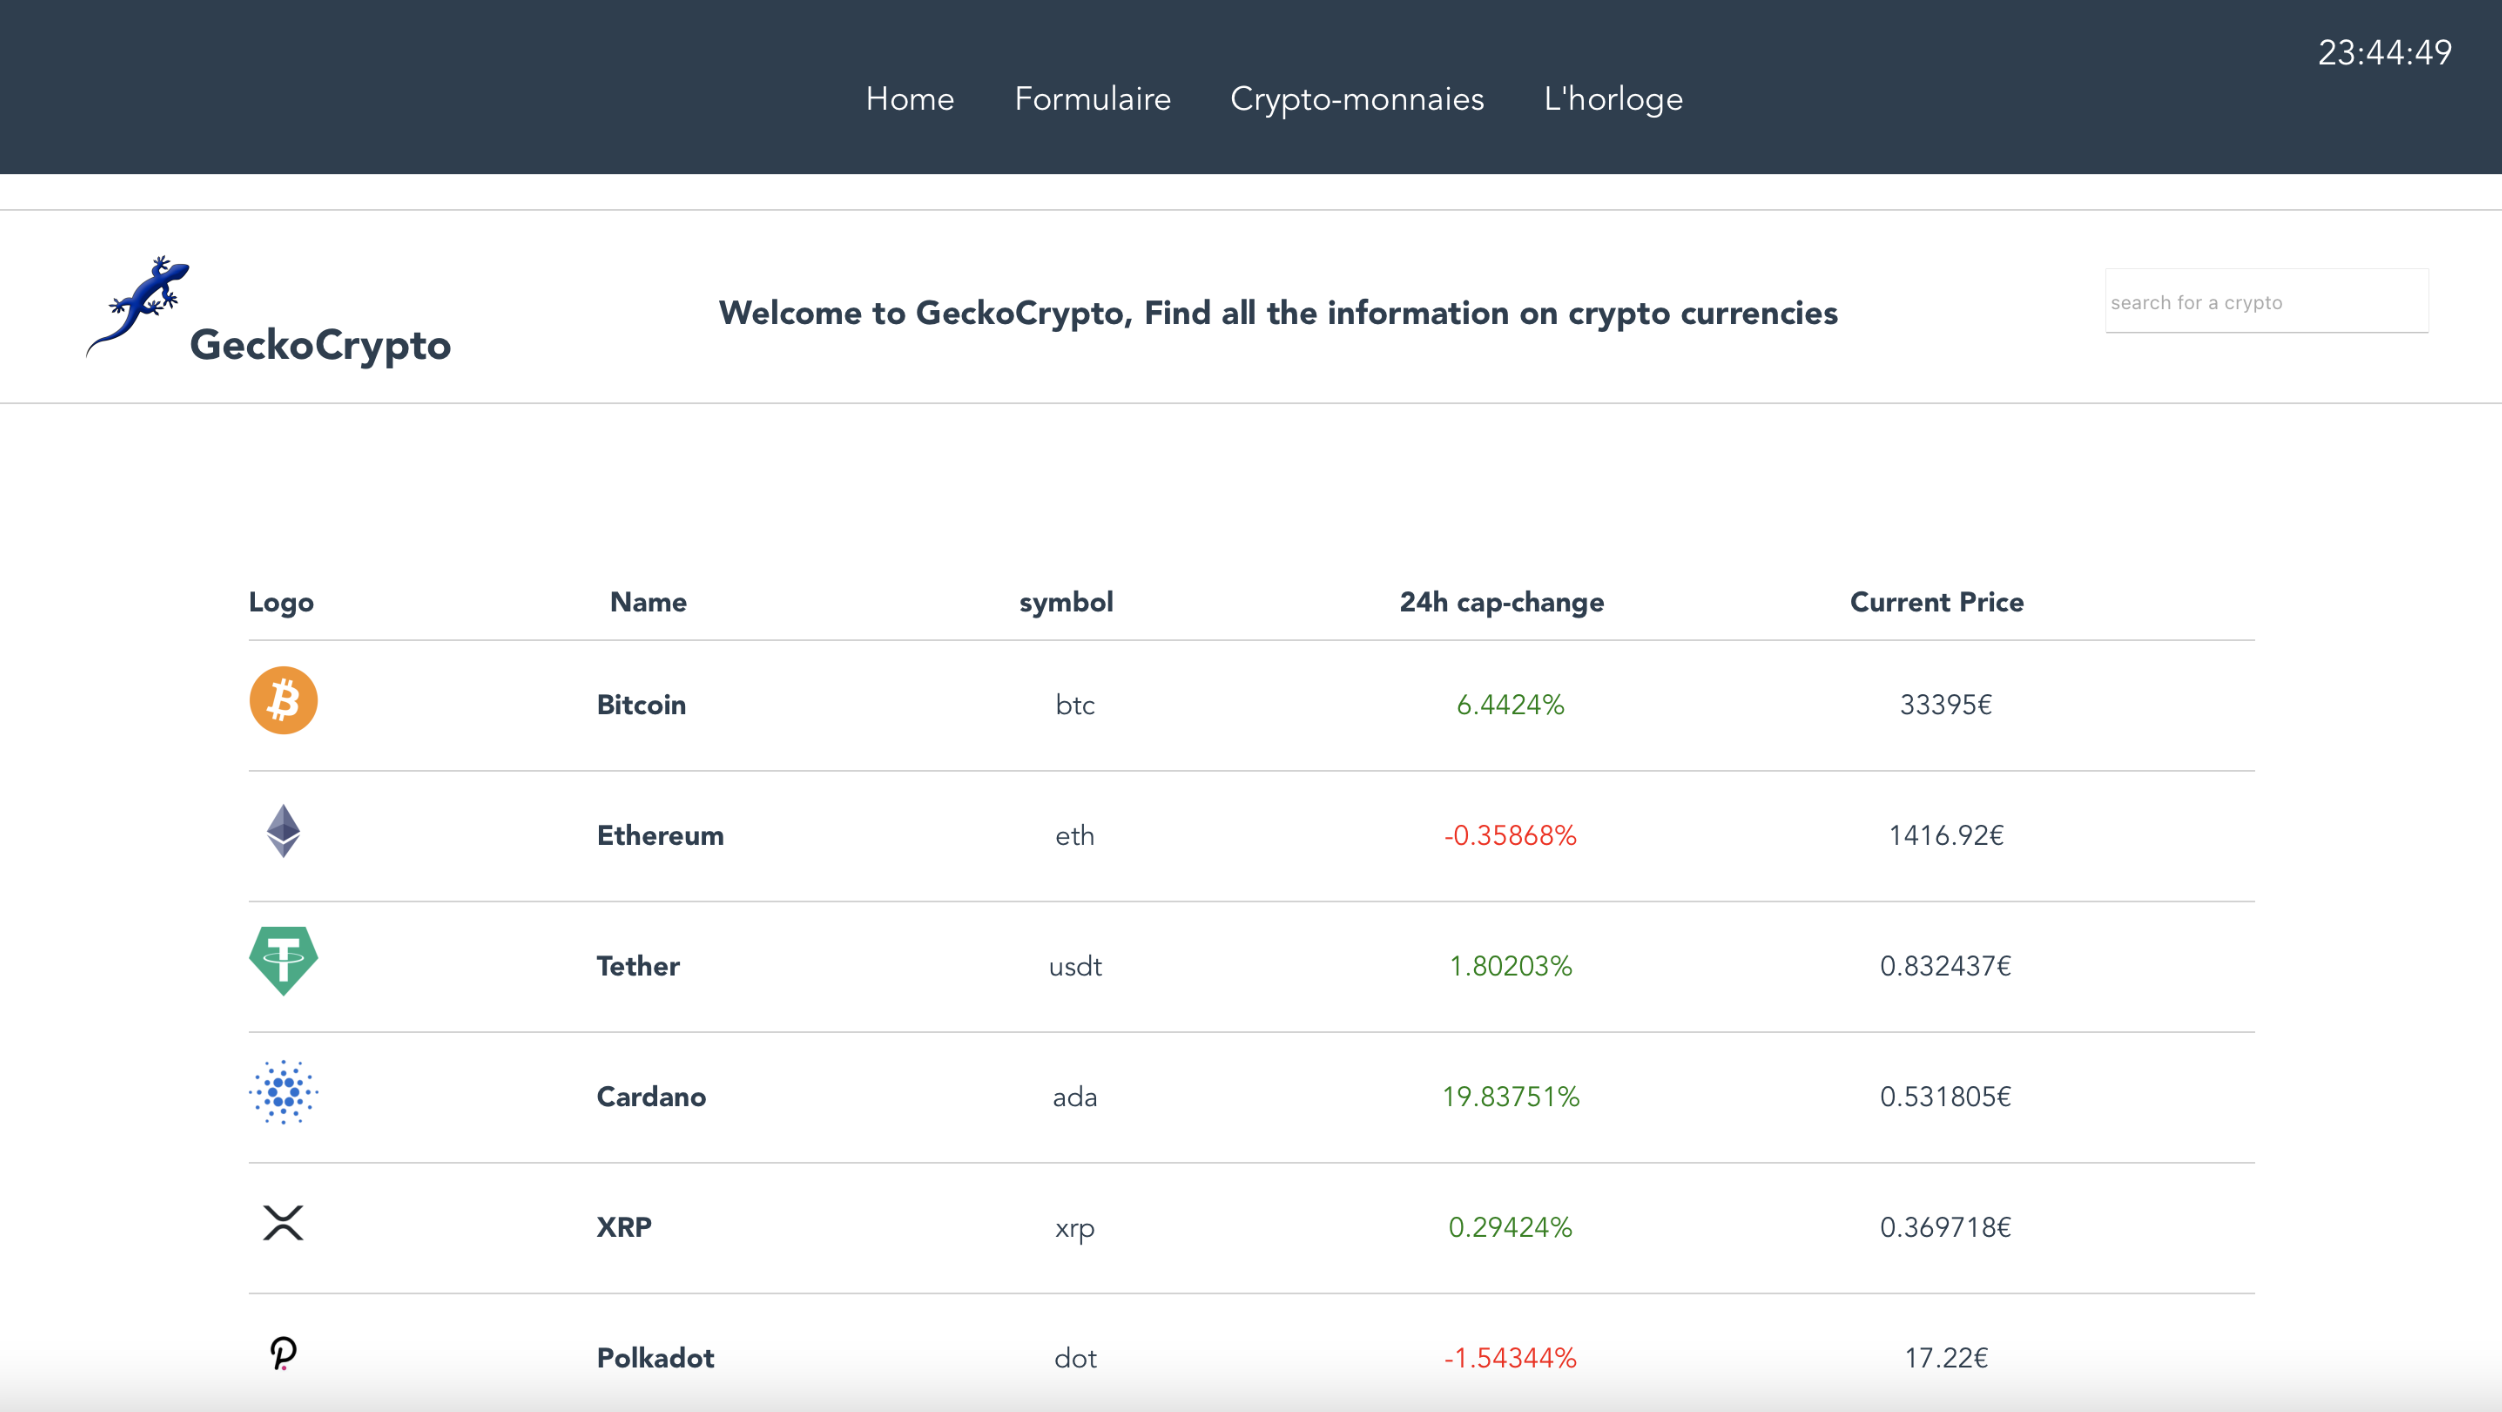 23:44:49
Home Formulaire Crypto-monnaies L'horloge
GeckoCrypto
Welcome to GeckoCrypto, Find all the information on crypto currencies
search for a crypto
Logo Name symbol 24h cap-change Current Price
Bitcoin btc 6.4424% 33395€
Ethereum eth -0.35868% 1416.92€
Tether usdt 1.80203% 0.832437€
Cardano ada 19.83751% 0.531805€
XRP xrp 0.29424% 0.369718€
Polkadot dot -1.54344% 17.22€